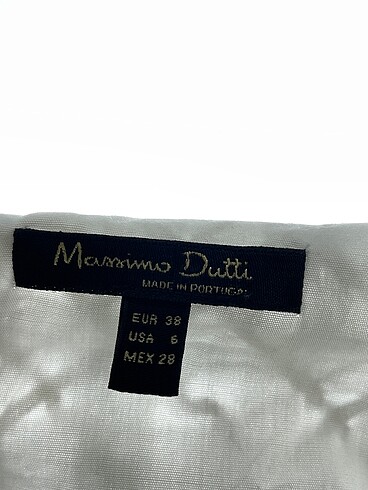 Massimo Dutti
MADE IN PORTUGAL
EUR 38
USA 6
MEX 28